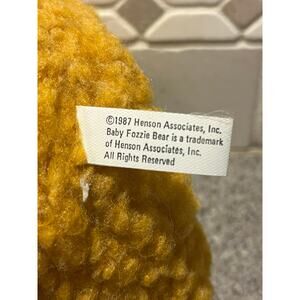 ©1987 Henson Associates, Inc.
Baby Fozzie Bear is a trademark
of Henson Associates, Inc.
All Rights Reserved